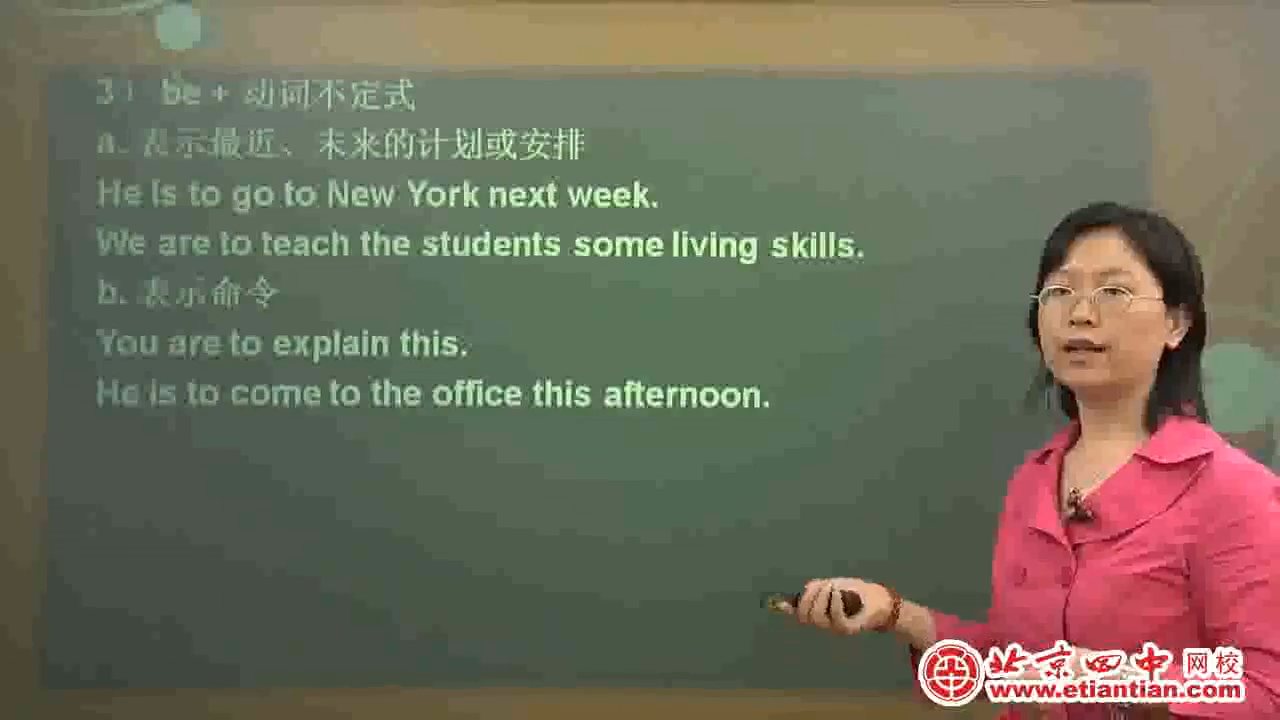 3） be + 动词不定式
a. 表示最近、未来的计划或安排
He is to go to New York next week.
We are to teach the students some living skills.
b. 表示命令
You are to explain this.
He is to come to the office this afternoon.
北京四中网校
www.etiantian.com